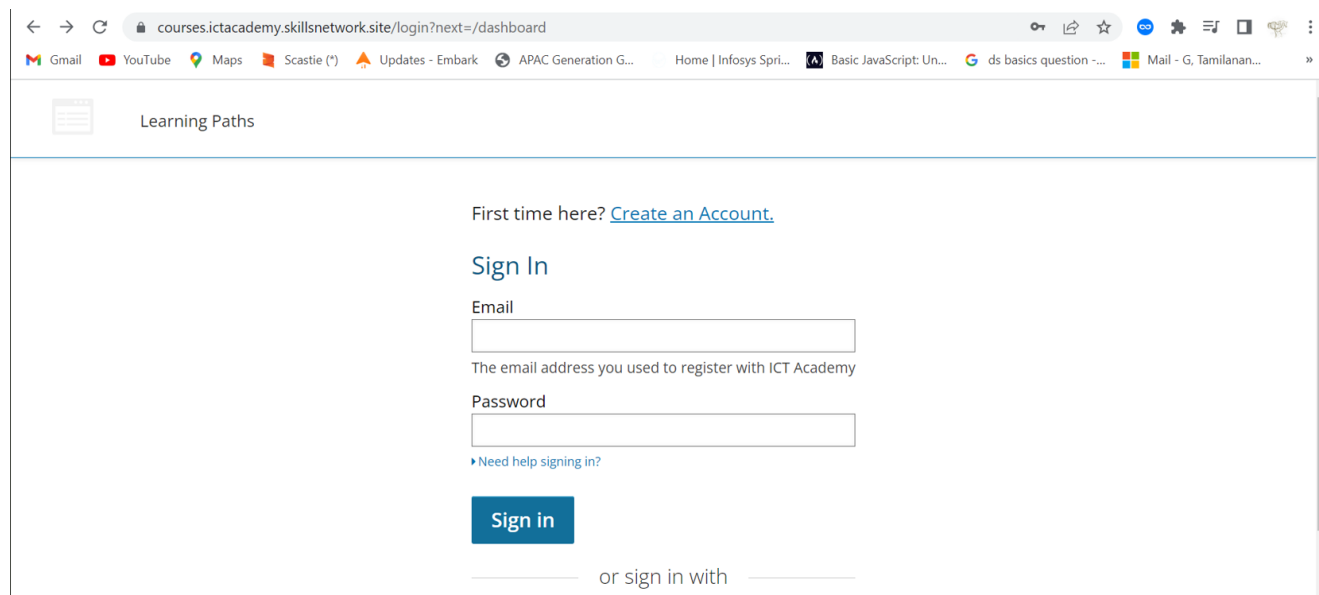 courses.ictacademy.skillsnetwork.site/login?next=/dashboard
Gmail YouTube Maps Scastie (*) Updates - Embark APAC Generation G... Home | Infosys Spri... Basic JavaScript: Un... ds basics question -... Mail - G, Tamilanan... »
Learning Paths
First time here? Create an Account.
Sign In
Email
The email address you used to register with ICT Academy
Password
Need help signing in?
Sign in
or sign in with